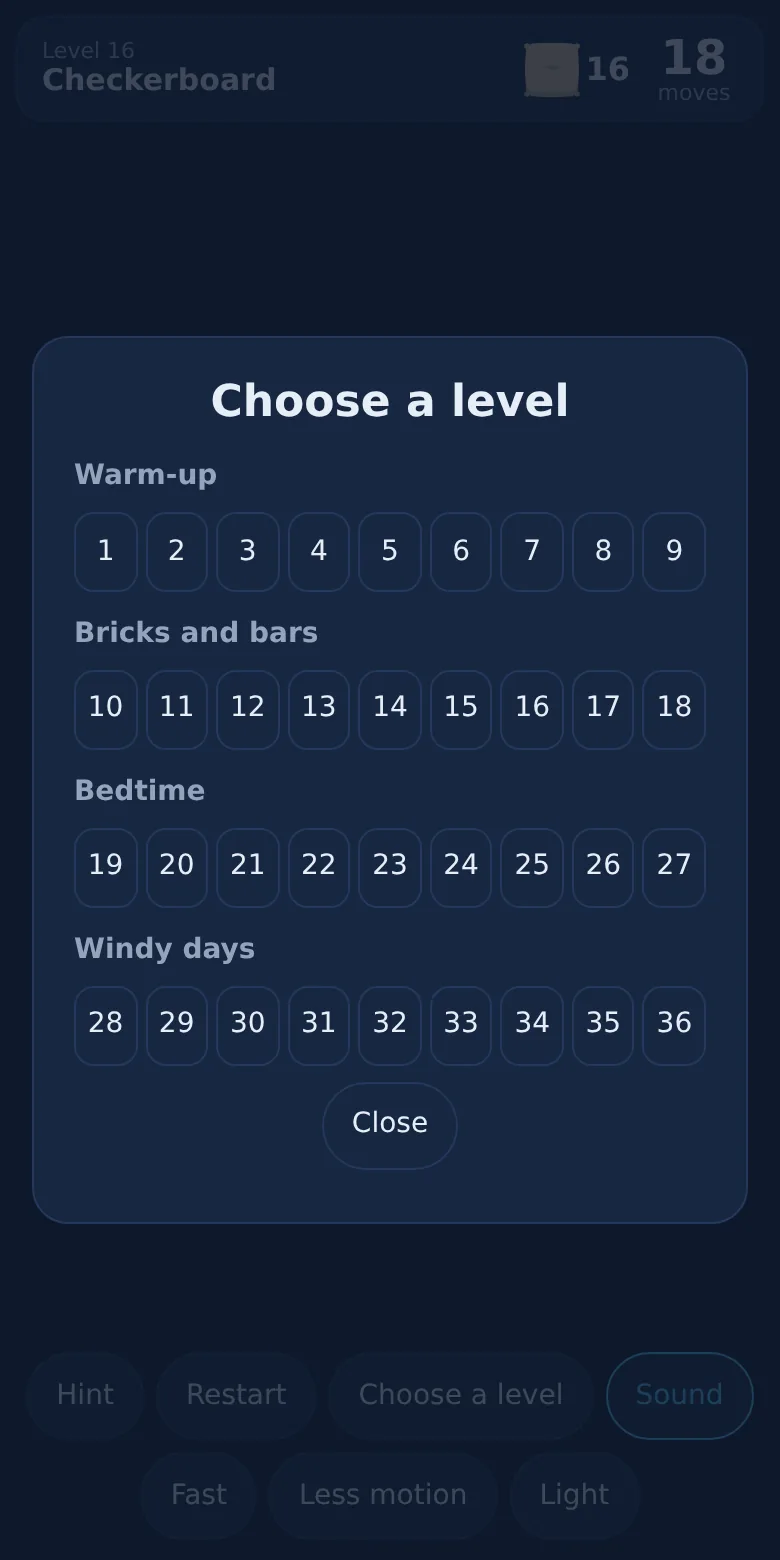 Level 16
Checkerboard
16
18
moves
Choose a level
Warm-up
1 2 3 4 5 6 7 8 9
Bricks and bars
10 11 12 13 14 15 16 17 18
Bedtime
19 20 21 22 23 24 25 26 27
Windy days
28 29 30 31 32 33 34 35 36
Close
Hint Restart Choose a level Sound
Fast Less motion Light